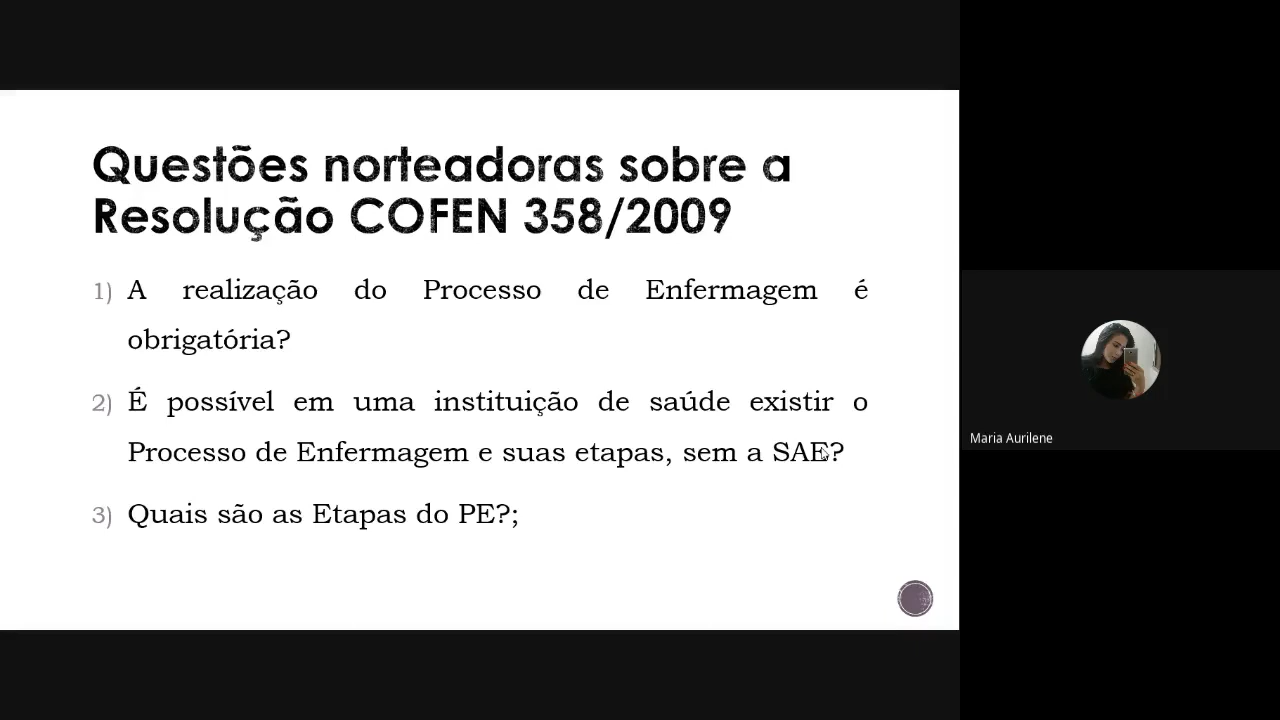 Questões norteadoras sobre a
Resolução COFEN 358/2009
1) A realização do Processo de Enfermagem é
obrigatória?
2) É possível em uma instituição de saúde existir o
Processo de Enfermagem e suas etapas, sem a SAE?
3) Quais são as Etapas do PE?;
Maria Aurilene